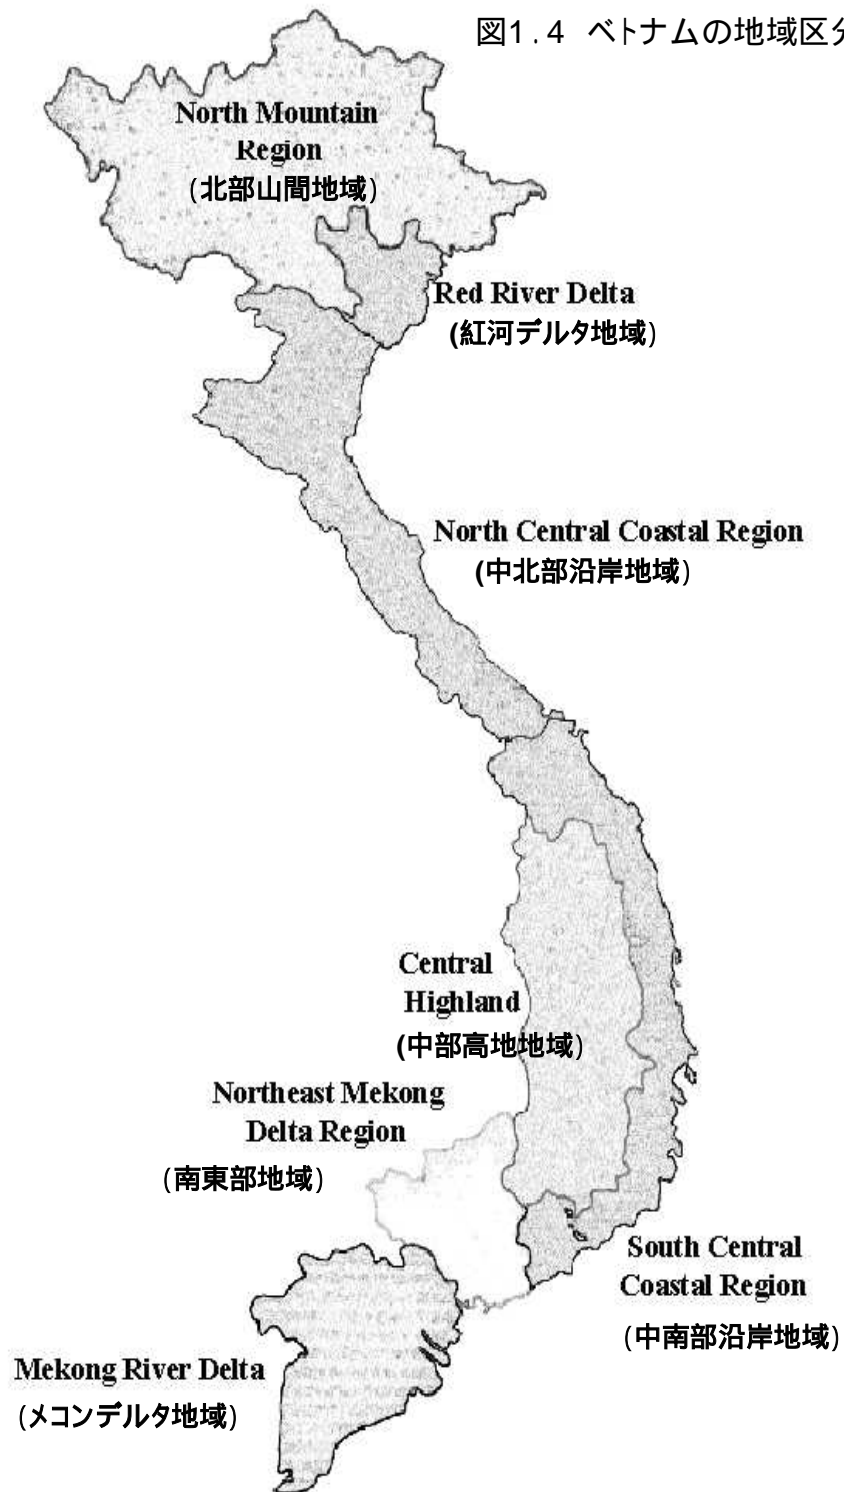 図1.4 ベトナムの地域区分
North Mountain
Region
(北部山間地域)
Red River Delta
(紅河デルタ地域)
North Central Coastal Region
(中北部沿岸地域)
Central
Highland
(中部高地地域)
Northeast Mekong
Delta Region
(南東部地域)
South Central
Coastal Region
(中南部沿岸地域)
Mekong River Delta
(メコンデルタ地域)